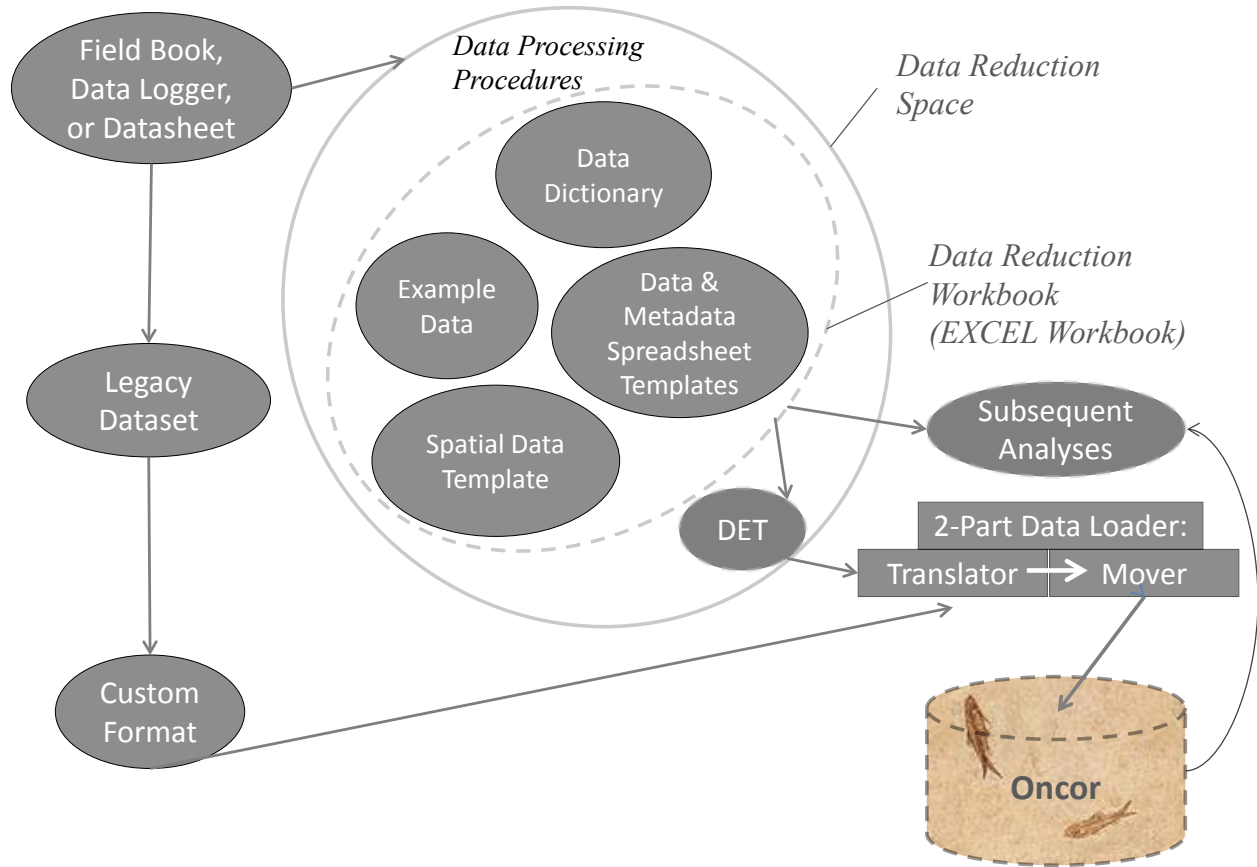 Field Book,
Data Logger,
or Datasheet
Data Processing
Procedures
Data Reduction
Space
Data
Dictionary
Example
Data
Data &
Metadata
Spreadsheet
Templates
Data Reduction
Workbook
(EXCEL Workbook)
Legacy
Dataset
Spatial Data
Template
Subsequent
Analyses
DET
2-Part Data Loader:
Translator
Mover
Custom
Format
Oncor